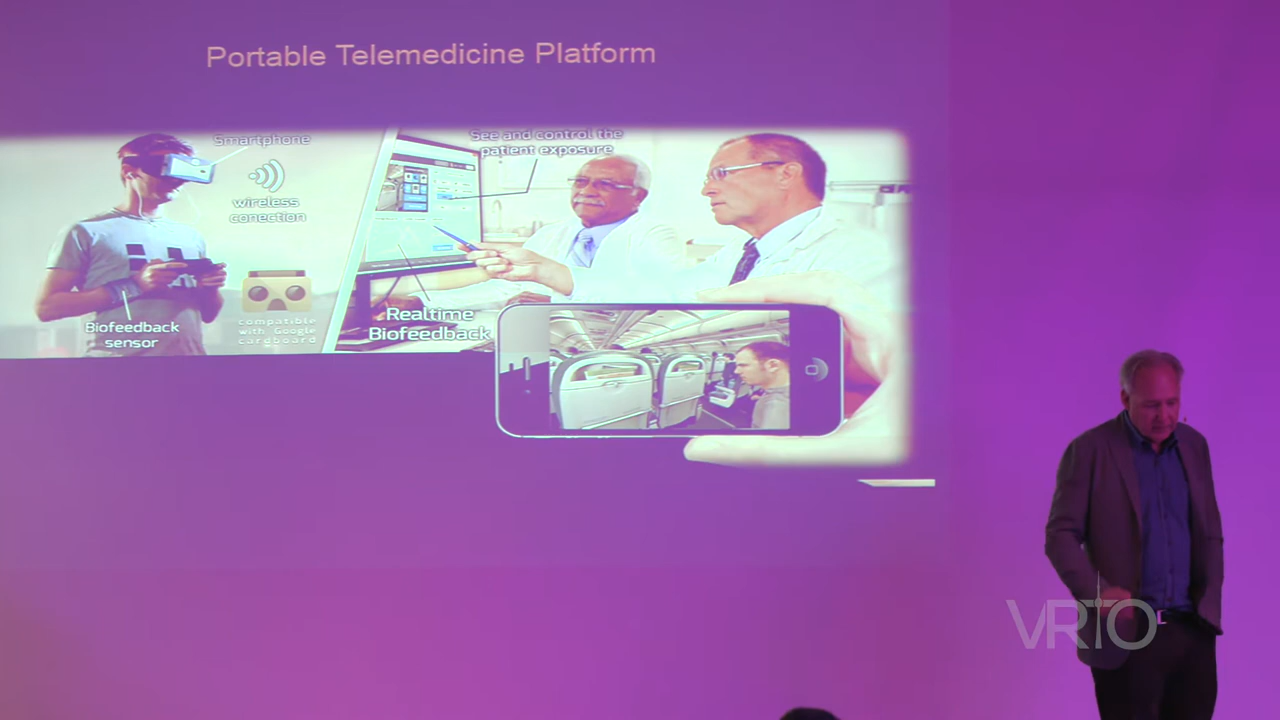 Portable Telemedicine Platform
Smartphone
wireless
conection
Biofeedback
sensor
compatible
with Google
cardboard
See and control the
patient exposure
Realtime
Biofeedback
VRTO